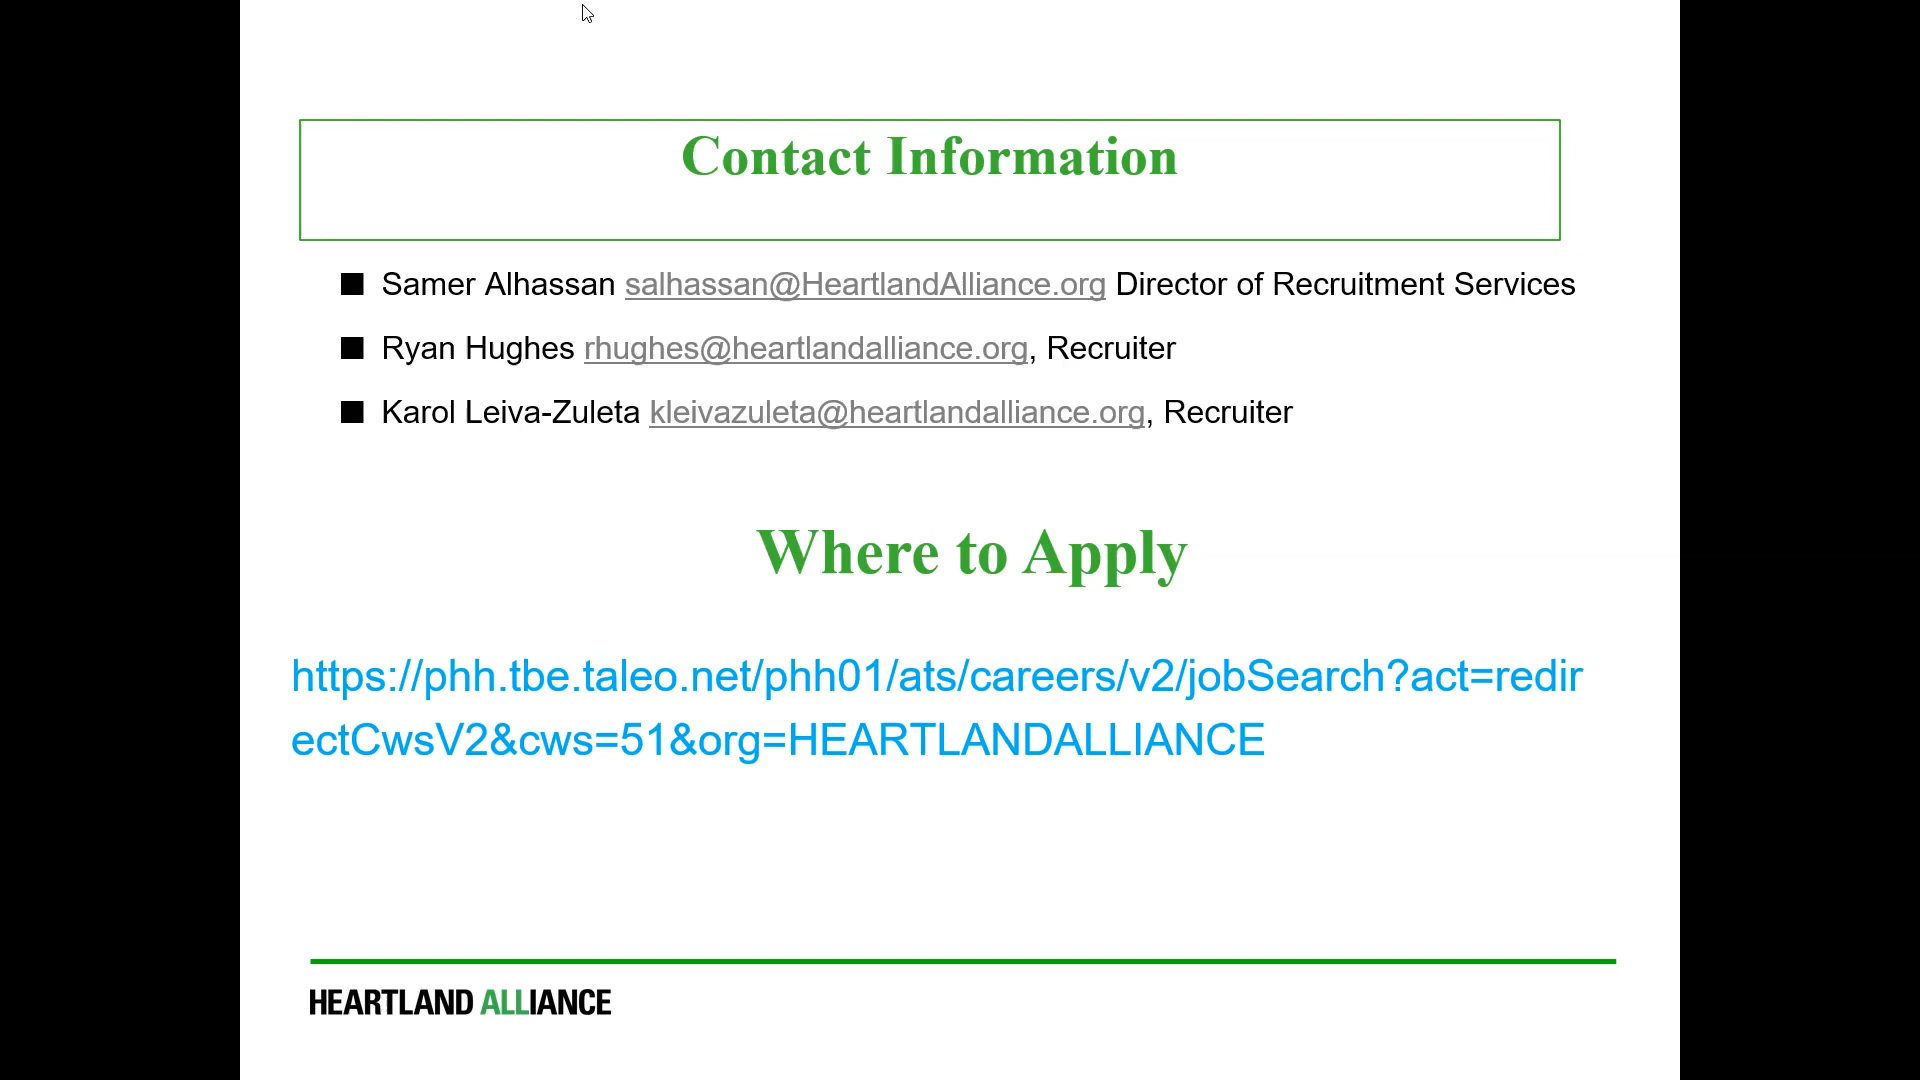 Contact Information
Samer Alhassan salhassan@HeartlandAlliance.org Director of Recruitment Services
Ryan Hughes rhughes@heartlandalliance.org, Recruiter
Karol Leiva-Zuleta kleivazuleta@heartlandalliance.org, Recruiter
Where to Apply
https://phh.tbe.taleo.net/phh01/ats/careers/v2/jobSearch?act=redir
ectCwsV2&cws=51&org=HEARTLANDALLIANCE
HEARTLAND ALLIANCE